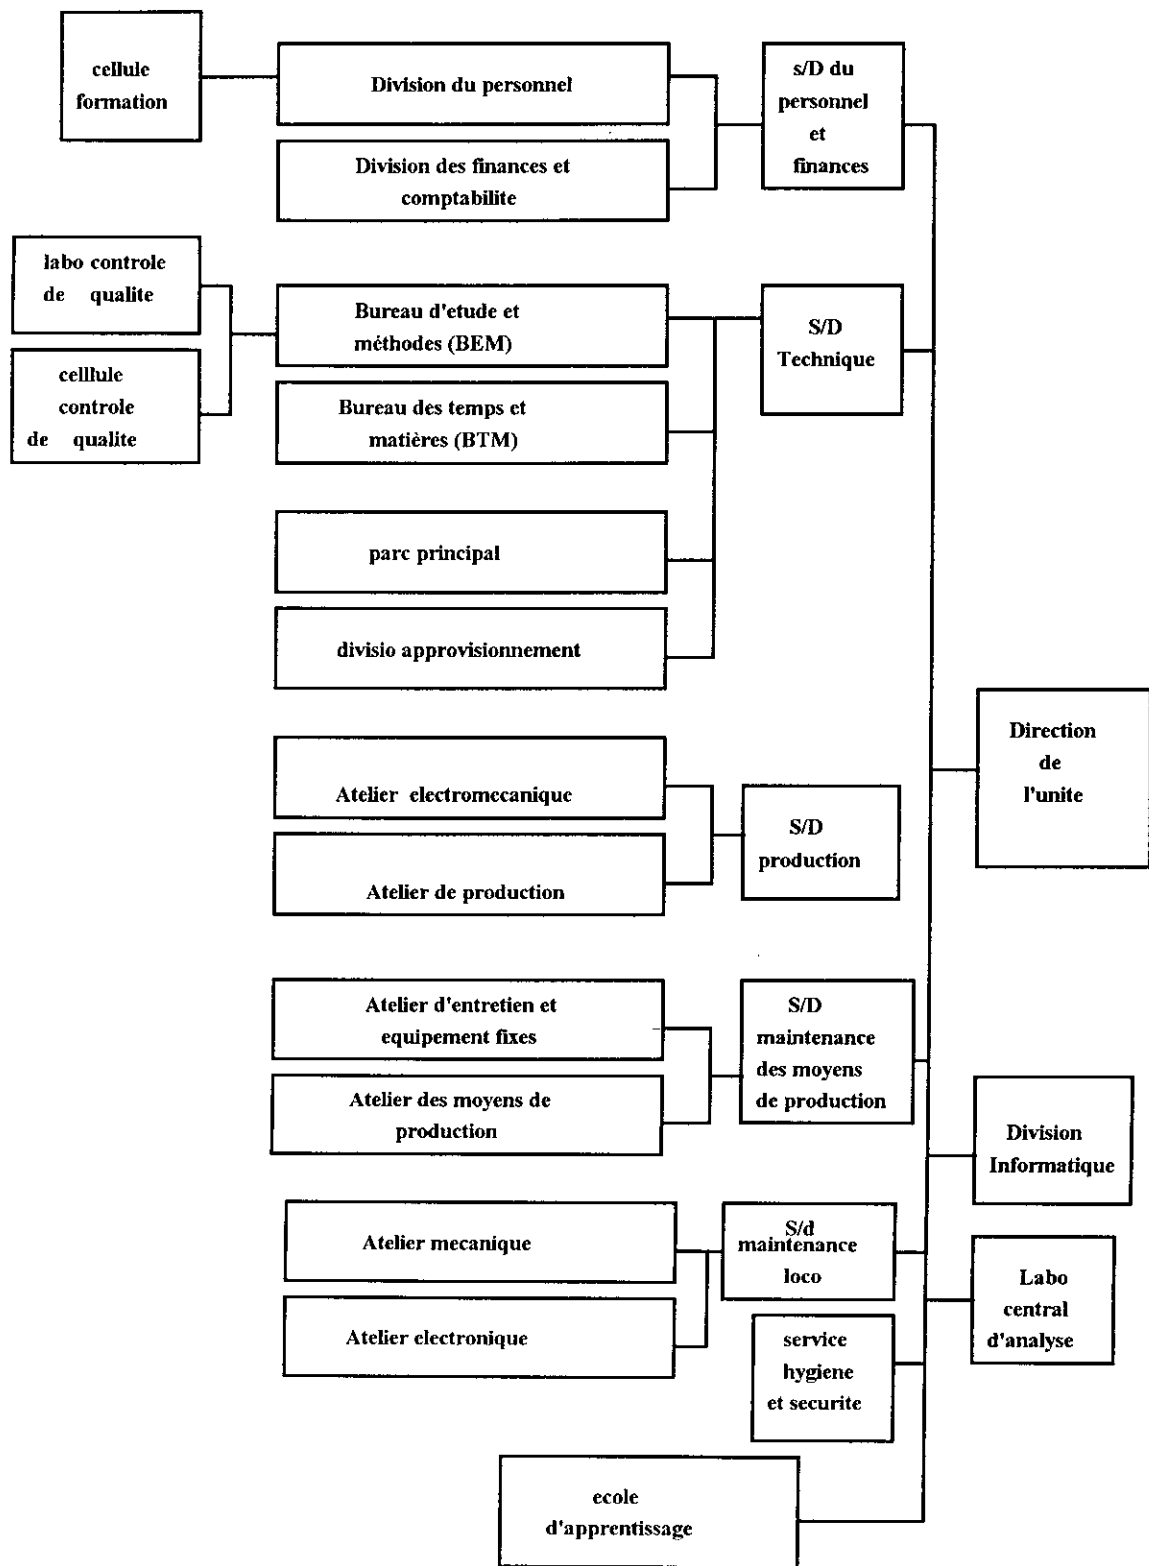 cellule
formation
Division du personnel
s/D du
personnel
et
finances
Division des finances et
comptabilite
labo controle
de qualite
Bureau d'etude et
méthodes (BEM)
S/D
Technique
celllule
controle
de qualite
Bureau des temps et
matières (BTM)
parc principal
divisio approvisionnement
Direction
de
l'unite
Atelier electromecanique
S/D
production
Atelier de production
Atelier d'entretien et
equipement fixes
S/D
maintenance
des moyens
de production
Atelier des moyens de
production
Division
Informatique
Atelier mecanique
S/d
maintenance
loco
Labo
central
d'analyse
Atelier electronique
service
hygiene
et securite
ecole
d'apprentissage